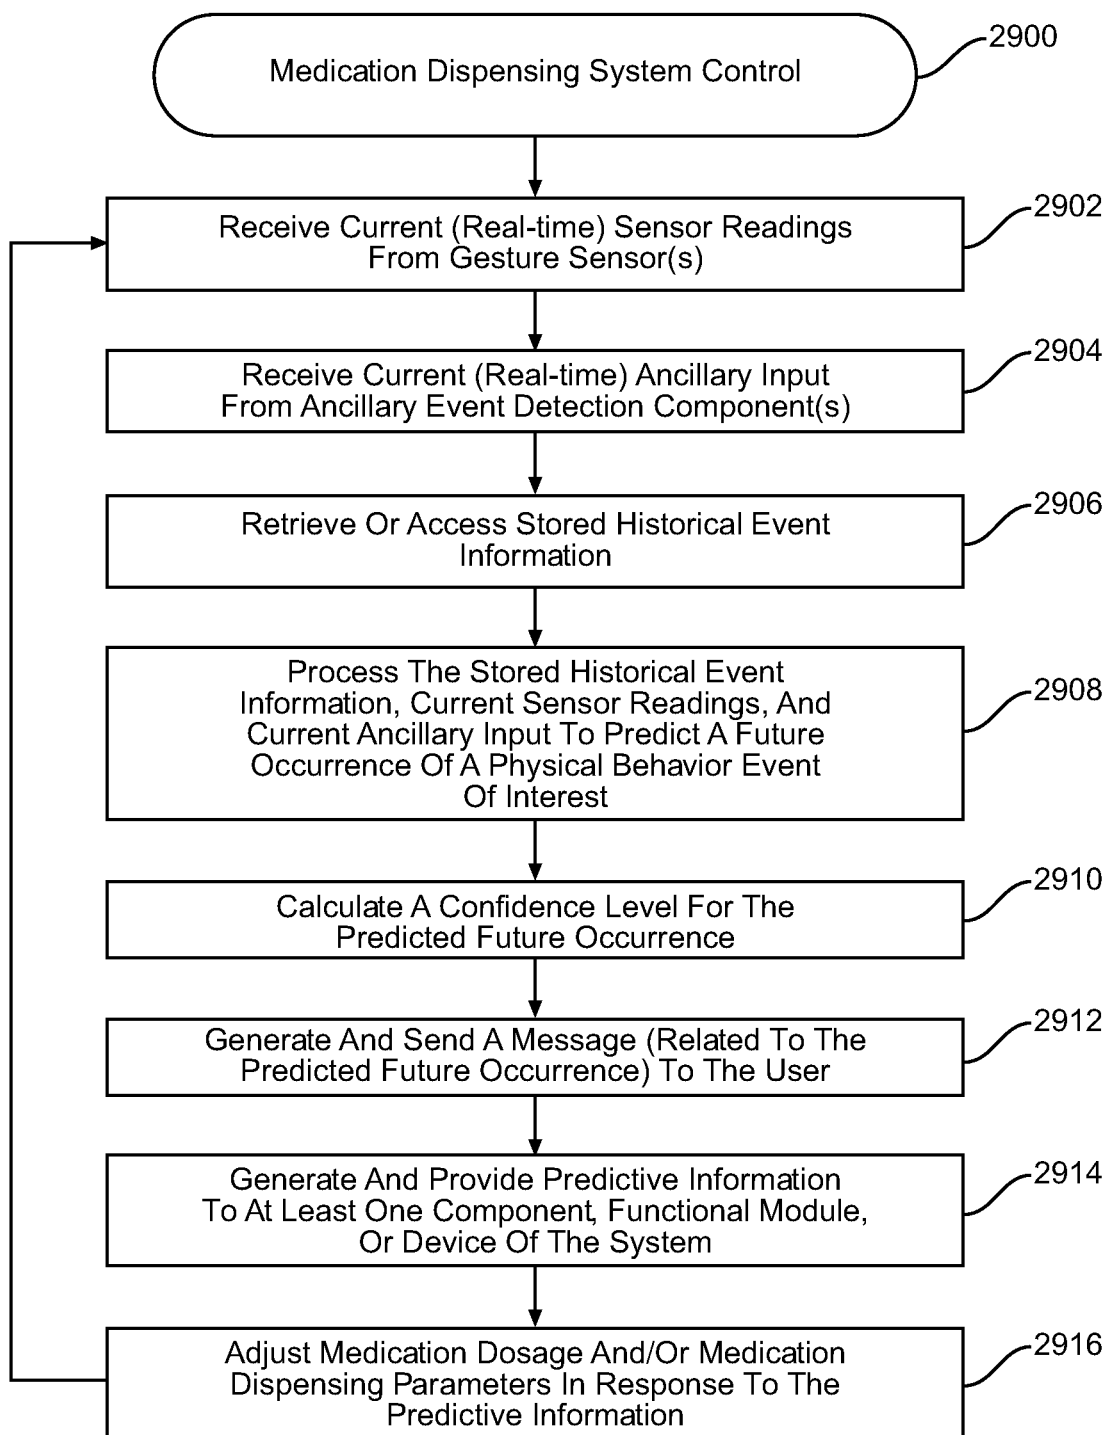 2900
Medication Dispensing System Control
2902
Receive Current (Real-time) Sensor Readings
From Gesture Sensor(s)
2904
Receive Current (Real-time) Ancillary Input
From Ancillary Event Detection Component(s)
2906
Retrieve Or Access Stored Historical Event
Information
2908
Process The Stored Historical Event
Information, Current Sensor Readings, And
Current Ancillary Input To Predict A Future
Occurrence Of A Physical Behavior Event
Of Interest
2910
Calculate A Confidence Level For The
Predicted Future Occurrence
2912
Generate And Send A Message (Related To The
Predicted Future Occurrence) To The User
2914
Generate And Provide Predictive Information
To At Least One Component, Functional Module,
Or Device Of The System
2916
Adjust Medication Dosage And/Or Medication
Dispensing Parameters In Response To The
Predictive Information